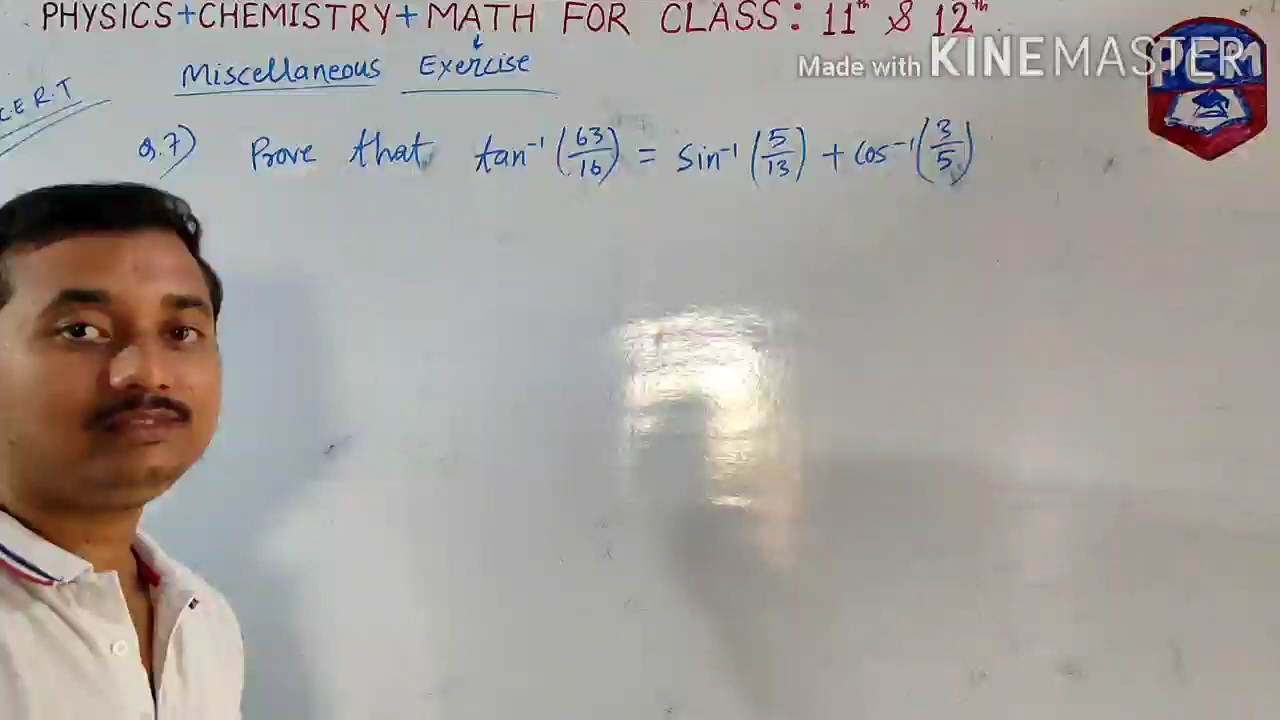 PHYSICS+CHEMISTRY+MATH FOR CLASS: 11th & 12th
Made with KINEMASTER
Miscellaneous Exercise
C.E.R.T
Q.7) Prove that tan⁻¹(63/16) = sin⁻¹(5/13) + cos⁻¹(3/5)